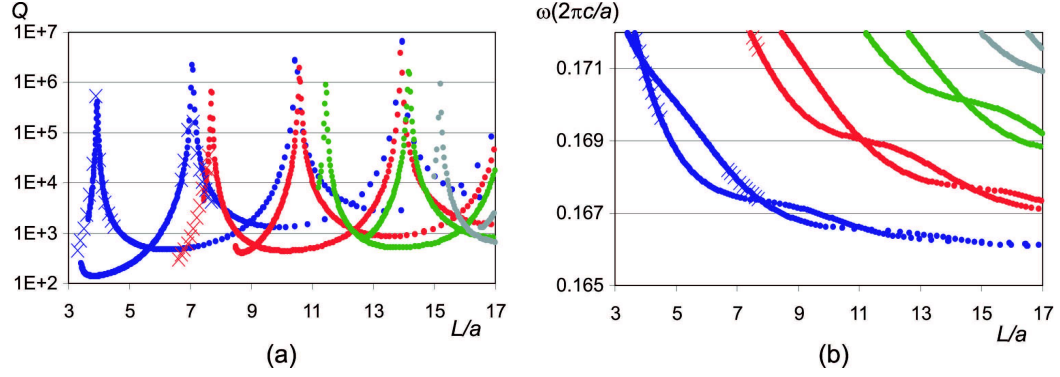 Q
1E+7
1E+6
1E+5
1E+4
1E+3
1E+2
3 5 7 9 11 13 15 17
L/a
(a)
ω(2πc/a)
0.171
0.169
0.167
0.165
3 5 7 9 11 13 15 17
L/a
(b)